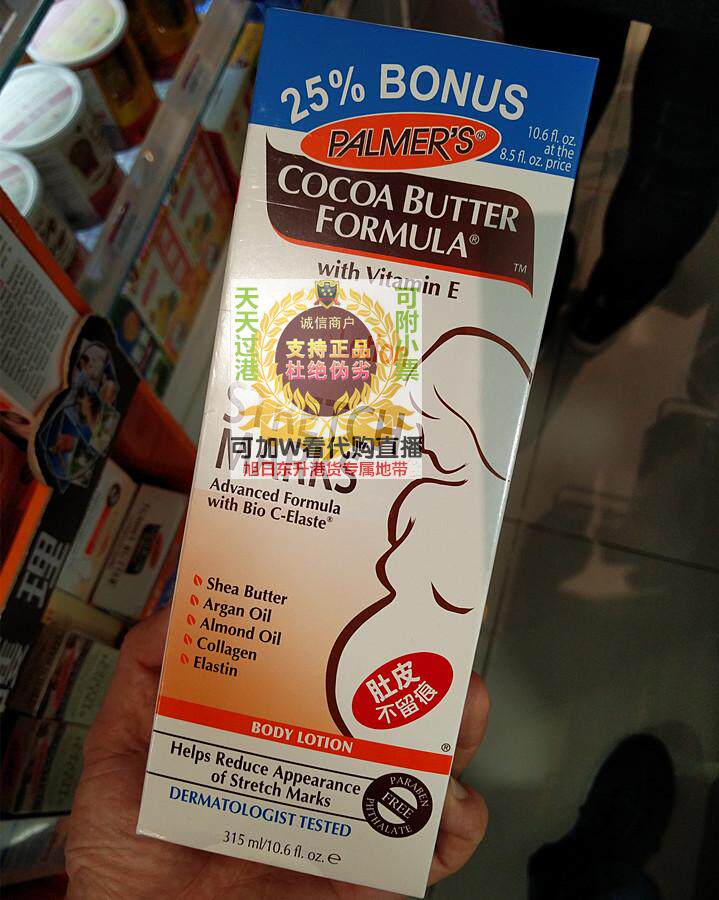 25% BONUS
10.6 fl. oz.
at the
8.5 fl. oz. price
PALMER'S®
COCOA BUTTER
FORMULA®
TM
with Vitamin E
天天过港
诚信商户
支持正品
杜绝伪劣
可附小票
for
STRETCH
MARKS
可加W看代购直播
旭日东升港货专属地带
Advanced Formula
with Bio C-Elaste®
Shea Butter
Argan Oil
Almond Oil
Collagen
Elastin
肚皮
不留痕
®
BODY LOTION
Helps Reduce Appearance
of Stretch Marks
DERMATOLOGIST TESTED
PARABEN
FREE
PHTHALATE
315 ml/10.6 fl. oz. e